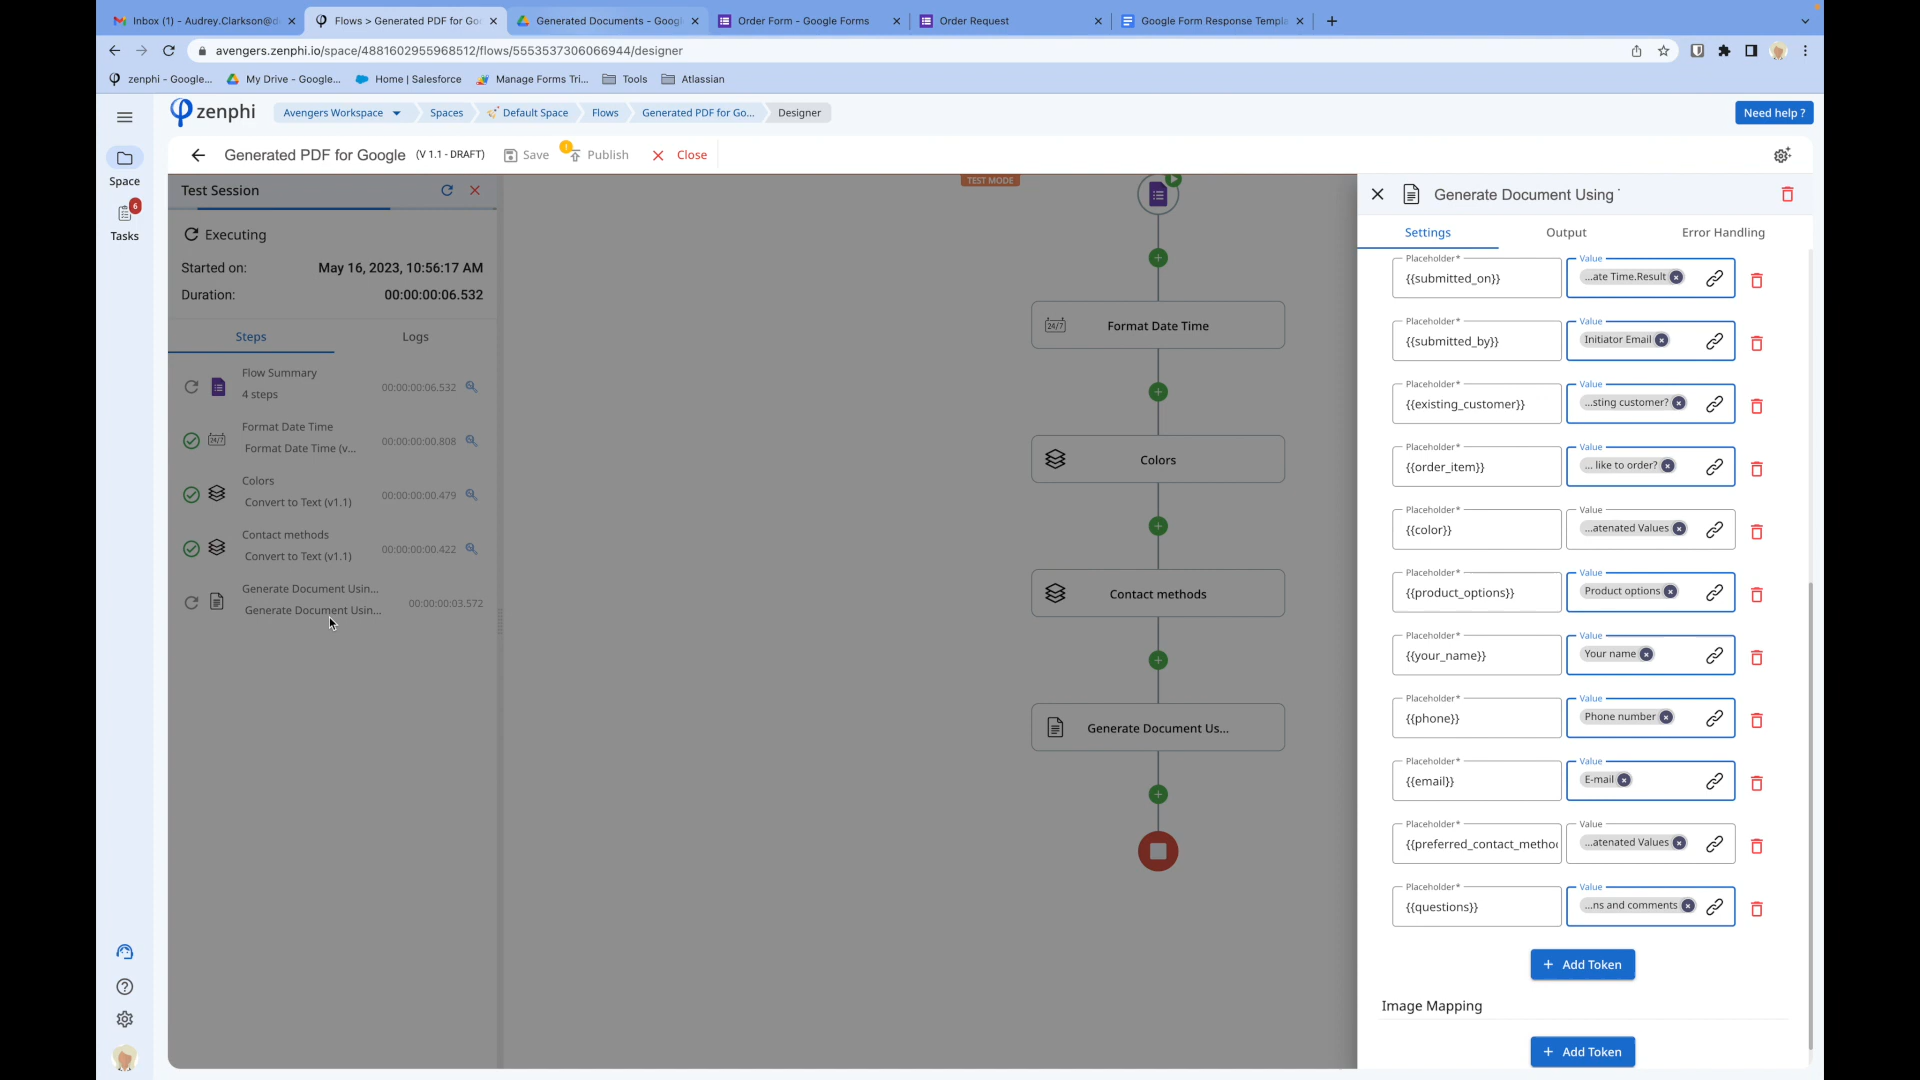 Inbox (1) - Audrey.Clarkson@d
Flows > Generated PDF for Go
Generated Documents - Googl
Order Form - Google Forms
Order Request
Google Form Response Templa
avengers.zenphi.io/space/4881602955968512/flows/5553537306066944/designer
zenphi - Google...
My Drive - Google...
Home | Salesforce
Manage Forms Tri...
Tools
Atlassian
zenphi
Avengers Workspace
Spaces
Default Space
Flows
Generated PDF for Go...
Designer
Need help ?
Generated PDF for Google
(V 1.1 - DRAFT)
Save
Publish
Close
Space
6
Tasks
Test Session
Executing
Started on: May 16, 2023, 10:56:17 AM
Duration: 00:00:00:06.532
Steps
Logs
Flow Summary
4 steps
00:00:00:06.532
Format Date Time
Format Date Time (v...
00:00:00:00.808
Colors
Convert to Text (v1.1)
00:00:00:00.479
Contact methods
Convert to Text (v1.1)
00:00:00:00.422
Generate Document Usin...
Generate Document Usin...
00:00:00:03.572
TEST MODE
24/7
Format Date Time
Colors
Contact methods
Generate Document Us...
Generate Document Using
Settings
Output
Error Handling
Placeholder*
{{submitted_on}}
Value
...ate Time.Result
Placeholder*
{{submitted_by}}
Value
Initiator Email
Placeholder*
{{existing_customer}}
Value
...sting customer?
Placeholder*
{{order_item}}
Value
... like to order?
Placeholder*
{{color}}
Value
...atenated Values
Placeholder*
{{product_options}}
Value
Product options
Placeholder*
{{your_name}}
Value
Your name
Placeholder*
{{phone}}
Value
Phone number
Placeholder*
{{email}}
Value
E-mail
Placeholder*
{{preferred_contact_metho
Value
...atenated Values
Placeholder*
{{questions}}
Value
...ns and comments
+ Add Token
Image Mapping
+ Add Token